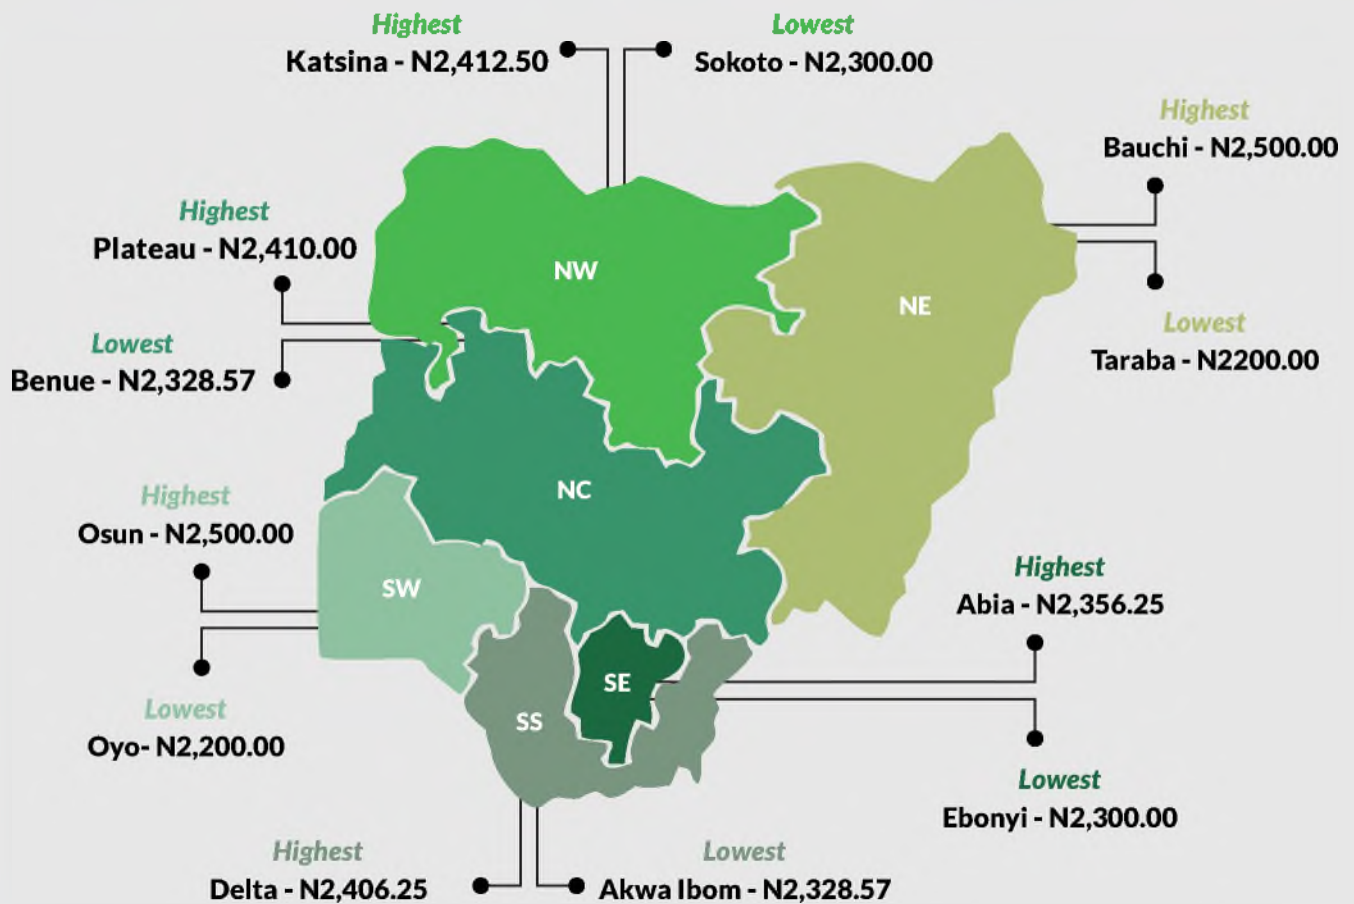 Highest
Katsina - N2,412.50
Lowest
Sokoto - N2,300.00
Highest
Bauchi - N2,500.00
Highest
Plateau - N2,410.00
NW
NE
Lowest
Benue - N2,328.57
Lowest
Taraba - N2200.00
NC
Highest
Osun - N2,500.00
SW
Highest
Abia - N2,356.25
SE
SS
Lowest
Oyo- N2,200.00
Lowest
Ebonyi - N2,300.00
Highest
Delta - N2,406.25
Lowest
Akwa Ibom - N2,328.57